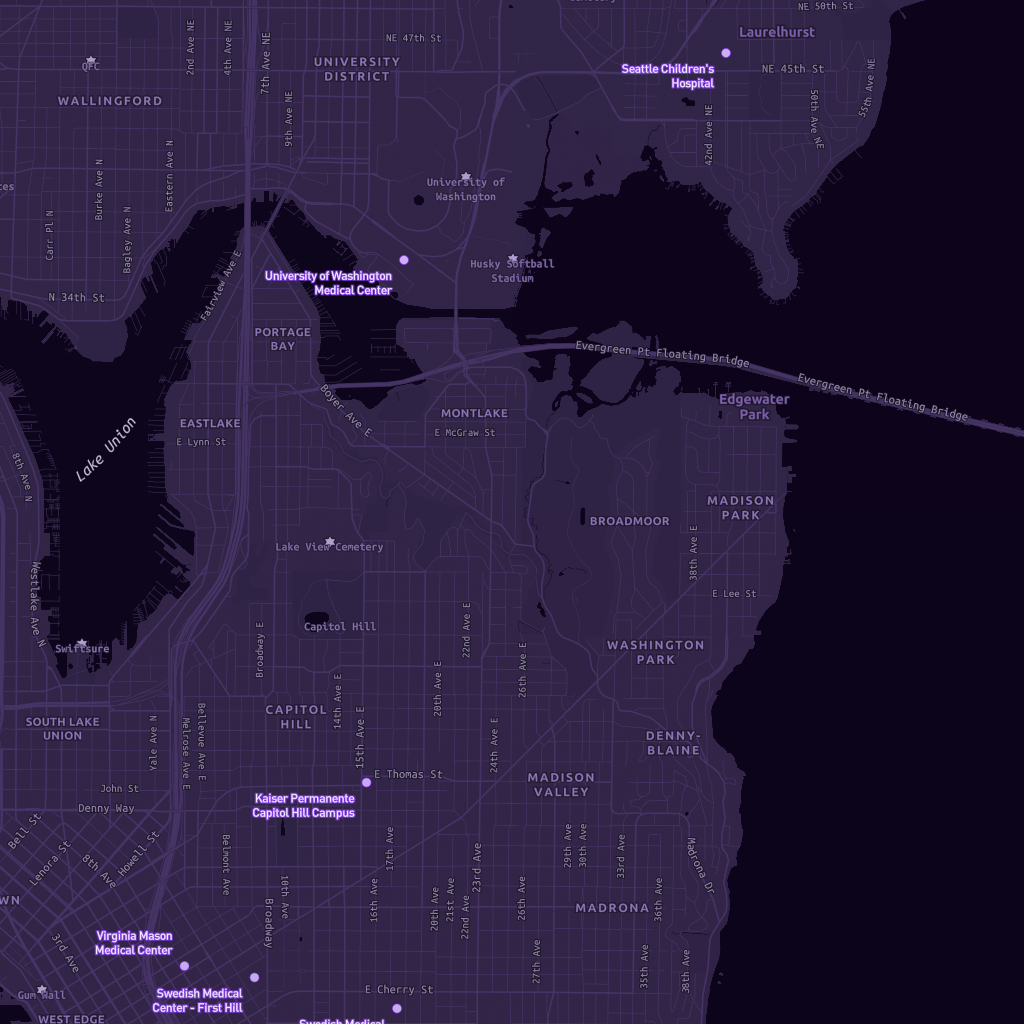 NE 50th St
Laurelhurst
2nd Ave NE
4th Ave NE
7th Ave NE
NE 47th St
UNIVERSITY
DISTRICT
QFC
Seattle Children's
Hospital
NE 45th St
WALLINGFORD
9th Ave NE
42nd Ave NE
50th Ave NE
55th Ave NE
Burke Ave N
Eastern Ave N
University of
Washington
Carr Pl N
Bagley Ave N
Fairview Ave E
University of Washington
Medical Center
Husky Softball
Stadium
N 34th St
PORTAGE
BAY
Evergreen Pt Floating Bridge
Evergreen Pt Floating Bridge
Boyer Ave E
Edgewater
Park
MONTLAKE
EASTLAKE
E Lynn St
E McGraw St
Lake Union
8th Ave N
MADISON
PARK
BROADMOOR
38th Ave E
Lake View Cemetery
Westlake Ave N
E Lee St
Capitol Hill
22nd Ave E
Broadway E
Swiftsure
WASHINGTON
PARK
26th Ave E
20th Ave E
14th Ave E
CAPITOL
HILL
15th Ave E
24th Ave E
SOUTH LAKE
UNION
Yale Ave N
Melrose Ave E
Bellevue Ave E
DENNY-
BLAINE
E Thomas St
MADISON
VALLEY
John St
Denny Way
Kaiser Permanente
Capitol Hill Campus
Bell St
Lenora St
8th Ave
Howell St
Belmont Ave
17th Ave
23rd Ave
29th Ave
30th Ave
33rd Ave
Madrona Dr
10th Ave
16th Ave
20th Ave
21st Ave
22nd Ave
26th Ave
36th Ave
MADRONA
Broadway
Virginia Mason
Medical Center
3rd Ave
27th Ave
35th Ave
38th Ave
Gum Wall
Swedish Medical
Center - First Hill
E Cherry St
WEST EDGE
Swedish Medical